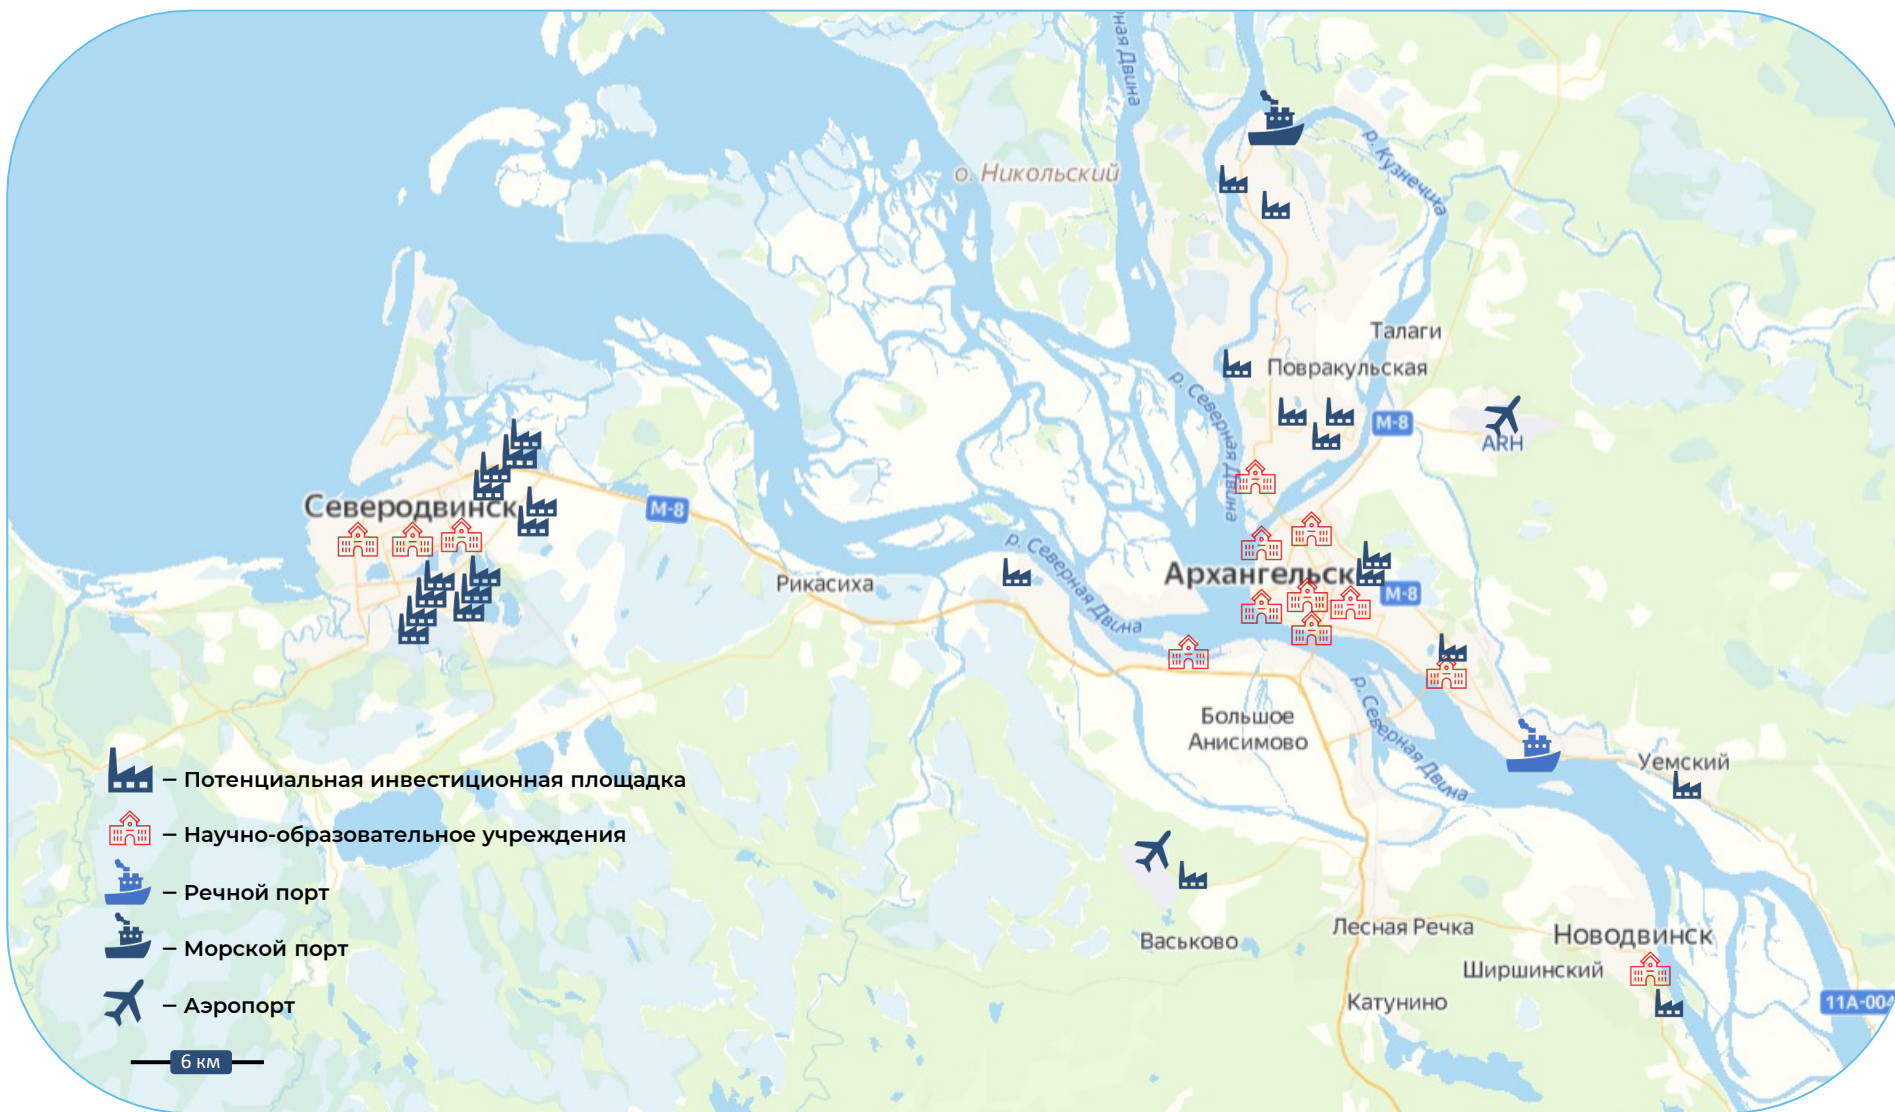 рная Двина
р. Кузнечиха
о. Никольский
Талаги
Повракульская
р. Северная Двина
М-8
ARH
Северодвинск
М-8
р. Северная Двина
Рикасиха
Архангельск
М-8
Большое
Анисимово
р. Северная Двина
Уемский
– Потенциальная инвестиционная площадка
– Научно-образовательное учреждения
– Речной порт
– Морской порт
– Аэропорт
6 км
Васьково
Лесная Речка
Новодвинск
Ширшинский
Катунино
11А-004